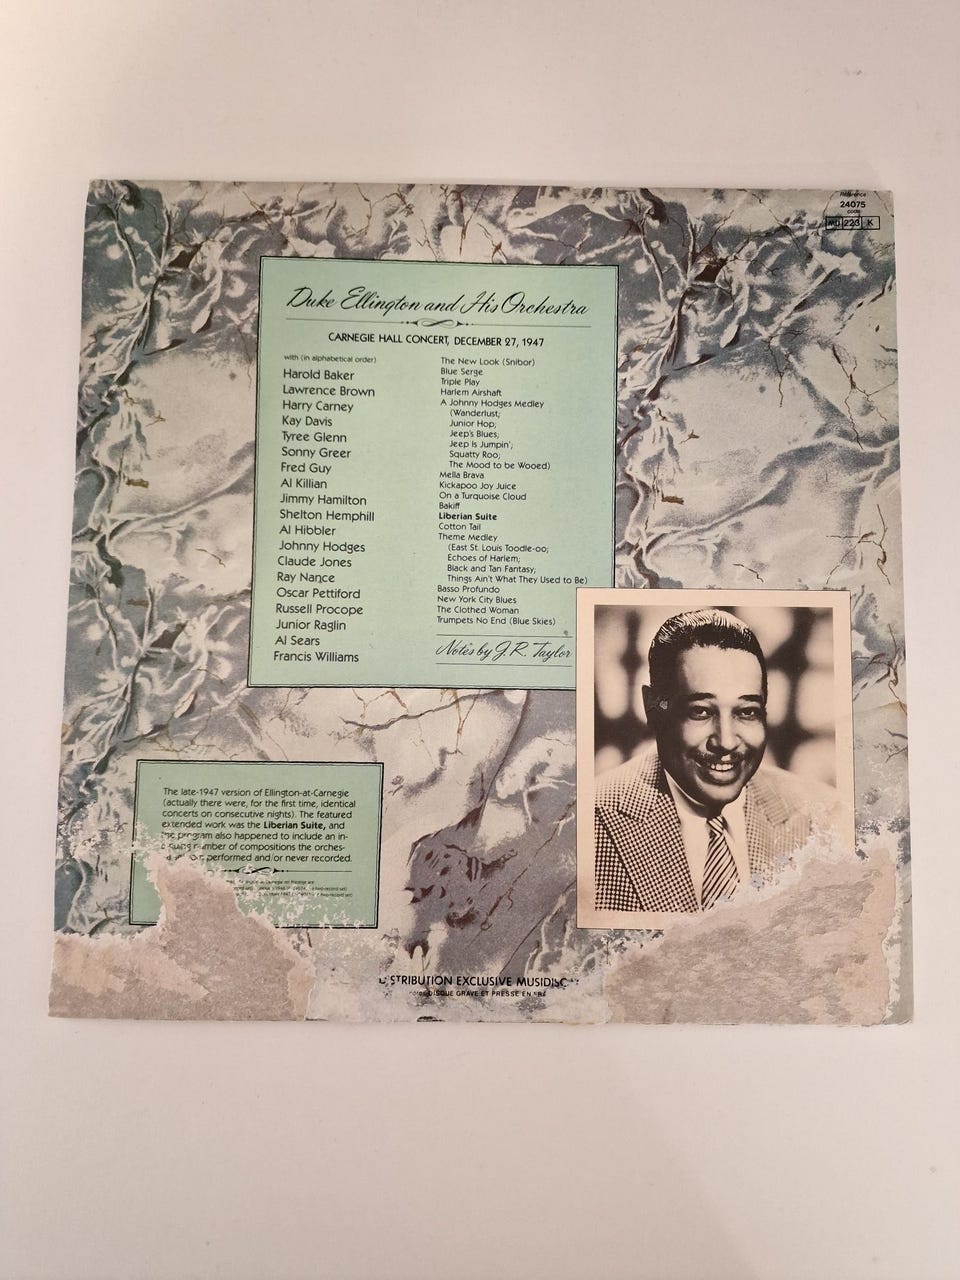 Référence
24075
code
MU 223 K
Duke Ellington and His Orchestra
CARNEGIE HALL CONCERT, DECEMBER 27, 1947
with (in alphabetical order)
Harold Baker
Lawrence Brown
Harry Carney
Kay Davis
Tyree Glenn
Sonny Greer
Fred Guy
Al Killian
Jimmy Hamilton
Shelton Hemphill
Al Hibbler
Johnny Hodges
Claude Jones
Ray Nance
Oscar Pettiford
Russell Procope
Junior Raglin
Al Sears
Francis Williams
The New Look (Snibor)
Blue Serge
Triple Play
Harlem Airshaft
A Johnny Hodges Medley
(Wanderlust;
Junior Hop;
Jeep's Blues;
Jeep Is Jumpin';
Squatty Roo;
The Mood to be Wooed)
Mella Brava
Kickapoo Joy Juice
On a Turquoise Cloud
Bakiff
Liberian Suite
Cotton Tail
Theme Medley
(East St. Louis Toodle-oo;
Echoes of Harlem;
Black and Tan Fantasy;
Things Ain't What They Used to Be)
Basso Profundo
New York City Blues
The Clothed Woman
Trumpets No End (Blue Skies)
Notes by J.R. Taylor
The late-1947 version of Ellington-at-Carnegie
(actually there were, for the first time, identical
concerts on consecutive nights). The featured
extended work was the Liberian Suite, and
the program also happened to include an in-
number of compositions the orches-
performed and/or never recorded.
STRIBUTION EXCLUSIVE MUSIDISC
DISQUE GRAVE ET PRESSE EN